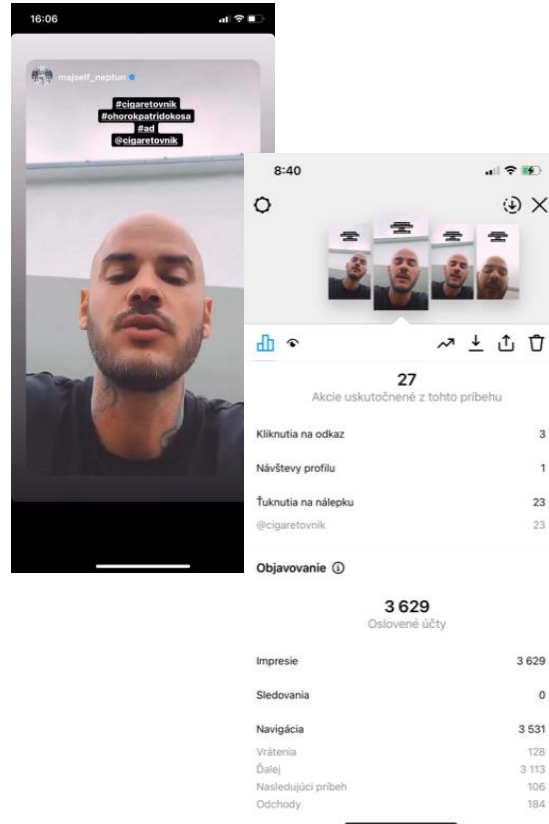 16:06
majself_neptun
#cigaretovnik
#ohorokpatridokosa
#ad
@cigaretovnik
8:40
27
Akcie uskutočnené z tohto príbehu
Kliknutia na odkaz 3
Návštevy profilu 1
Ťuknutia na nálepku 23
@cigaretovnik 23
Objavovanie
3 629
Oslovené účty
Impresie 3 629
Sledovania 0
Navigácia 3 531
Vrátenia 128
Ďalej 3 113
Nasledujúci príbeh 106
Odchody 184